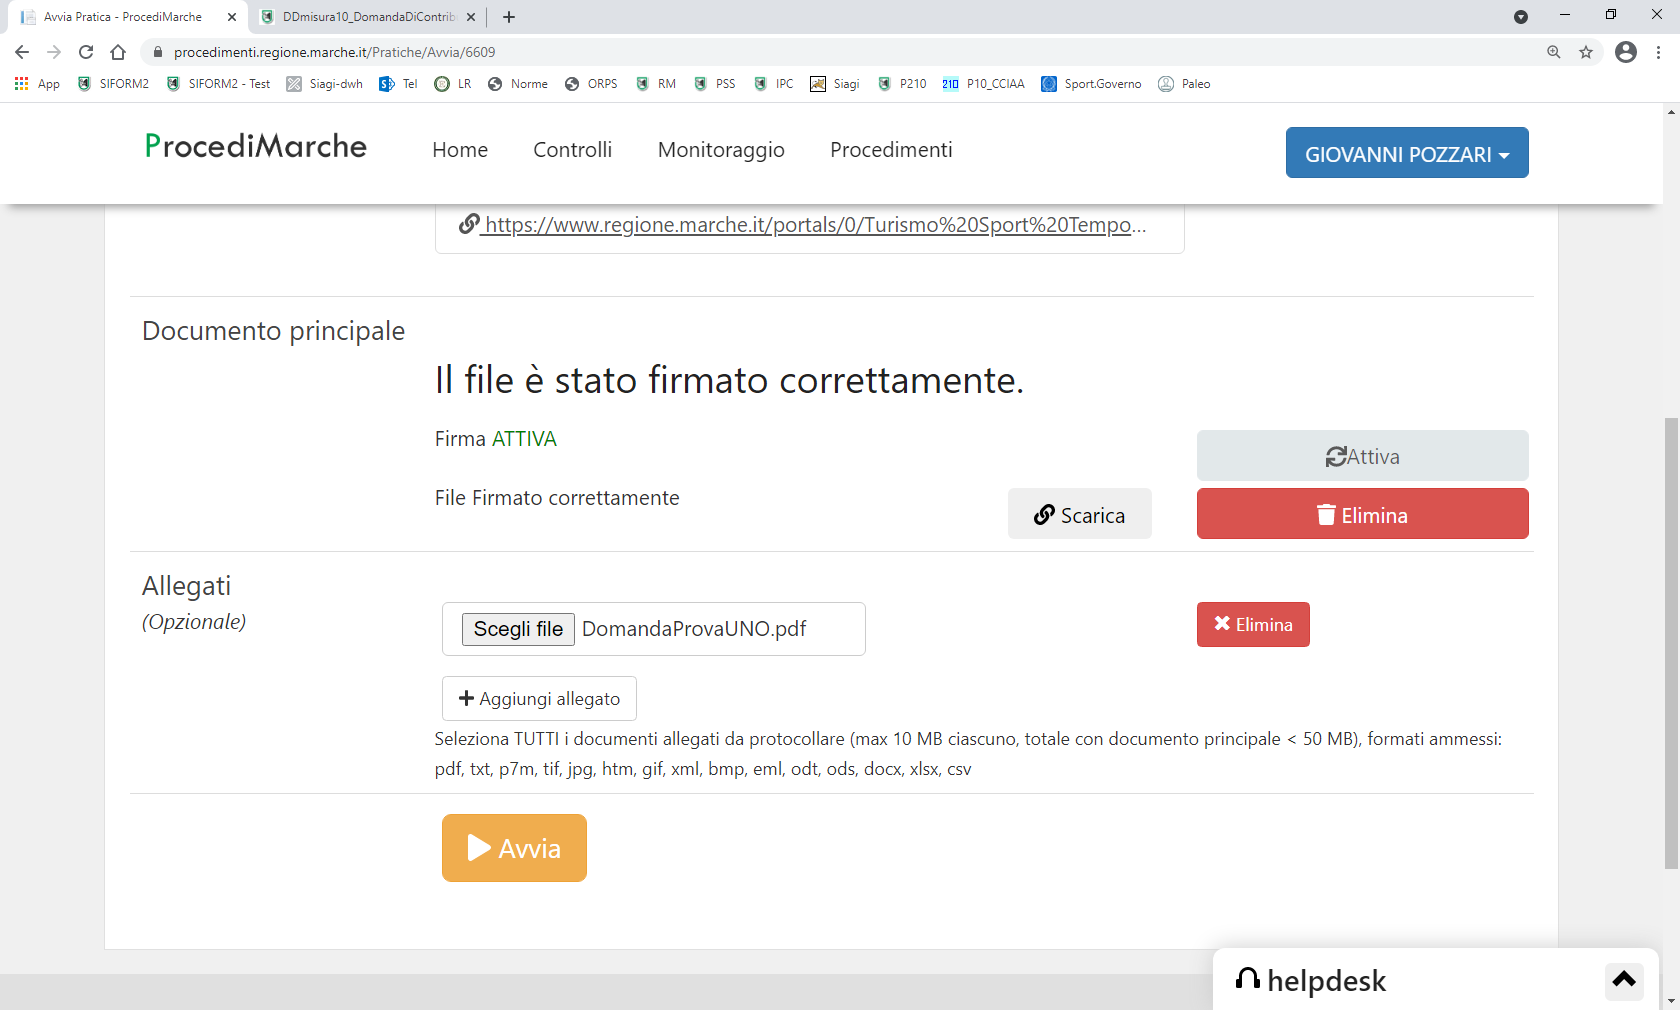 Avvia Pratica - ProcediMarche
DDmisura10_DomandaDiContrib
procedimenti.regione.marche.it/Pratiche/Avvia/6609
App SIFORM2 SIFORM2 - Test Siagi-dwh Tel LR Norme ORPS RM PSS IPC Siagi P210 210 P10_CCIAA Sport.Governo Paleo
ProcediMarche Home Controlli Monitoraggio Procedimenti GIOVANNI POZZARI
https://www.regione.marche.it/portals/0/Turismo%20Sport%20Tempo...
Documento principale
Il file è stato firmato correttamente.
Firma ATTIVA
Attiva
File Firmato correttamente
Scarica
Elimina
Allegati
(Opzionale)
Scegli file DomandaProvaUNO.pdf
Elimina
Aggiungi allegato
Seleziona TUTTI i documenti allegati da protocollare (max 10 MB ciascuno, totale con documento principale < 50 MB), formati ammessi:
pdf, txt, p7m, tif, jpg, htm, gif, xml, bmp, eml, odt, ods, docx, xlsx, csv
Avvia
helpdesk